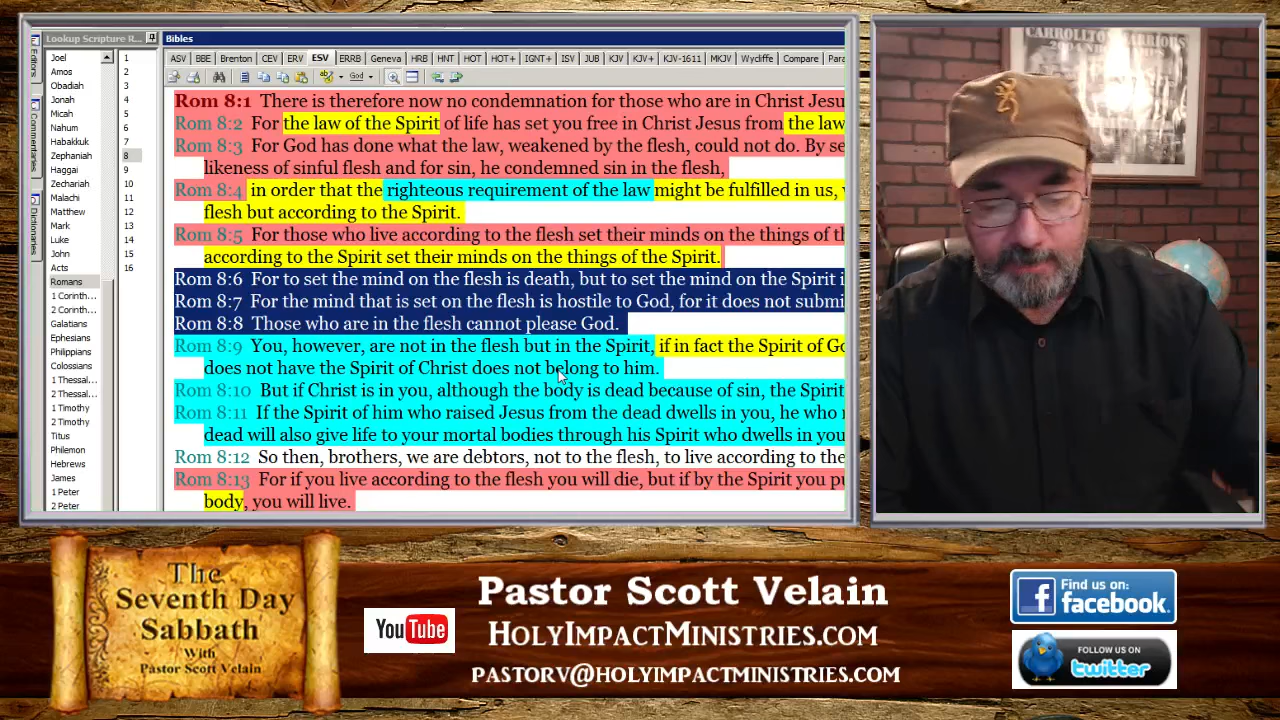 Lookup Scripture R...
Bibles
Editors
Commentaries
Dictionaries
Joel
Amos
Obadiah
Jonah
Micah
Nahum
Habakkuk
Zephaniah
Haggai
Zechariah
Malachi
Matthew
Mark
Luke
John
Acts
Romans
1 Corinth...
2 Corinth...
Galatians
Ephesians
Philippians
Colossians
1 Thessal...
2 Thessal...
1 Timothy
2 Timothy
Titus
Philemon
Hebrews
James
1 Peter
2 Peter
1
2
3
4
5
6
7
8
9
10
11
12
13
14
15
16
ASV BBE Brenton CEV ERV ESV ERRB Geneva HRB HNT HOT HOT+ IGNT+ ISV JUB KJV KJV+ KJV-1611 MKJV Wycliffe Compare Para
God
Rom 8:1 There is therefore now no condemnation for those who are in Christ Jesu
Rom 8:2 For the law of the Spirit of life has set you free in Christ Jesus from the law
Rom 8:3 For God has done what the law, weakened by the flesh, could not do. By se
likeness of sinful flesh and for sin, he condemned sin in the flesh,
Rom 8:4 in order that the righteous requirement of the law might be fulfilled in us,
flesh but according to the Spirit.
Rom 8:5 For those who live according to the flesh set their minds on the things of th
according to the Spirit set their minds on the things of the Spirit.
Rom 8:6 For to set the mind on the flesh is death, but to set the mind on the Spirit i
Rom 8:7 For the mind that is set on the flesh is hostile to God, for it does not submi
Rom 8:8 Those who are in the flesh cannot please God.
Rom 8:9 You, however, are not in the flesh but in the Spirit, if in fact the Spirit of Go
does not have the Spirit of Christ does not belong to him.
Rom 8:10 But if Christ is in you, although the body is dead because of sin, the Spirit
Rom 8:11 If the Spirit of him who raised Jesus from the dead dwells in you, he who
dead will also give life to your mortal bodies through his Spirit who dwells in you
Rom 8:12 So then, brothers, we are debtors, not to the flesh, to live according to the
Rom 8:13 For if you live according to the flesh you will die, but if by the Spirit you pu
body, you will live.
CARROLLTON WARRIORS
The
Seventh Day
Sabbath
With
Pastor Scott Velain
YouTube
Pastor Scott Velain
HolyImpactMinistries.com
pastorv@holyimpactministries.com
Find us on:
facebook.
FOLLOW US ON
twitter